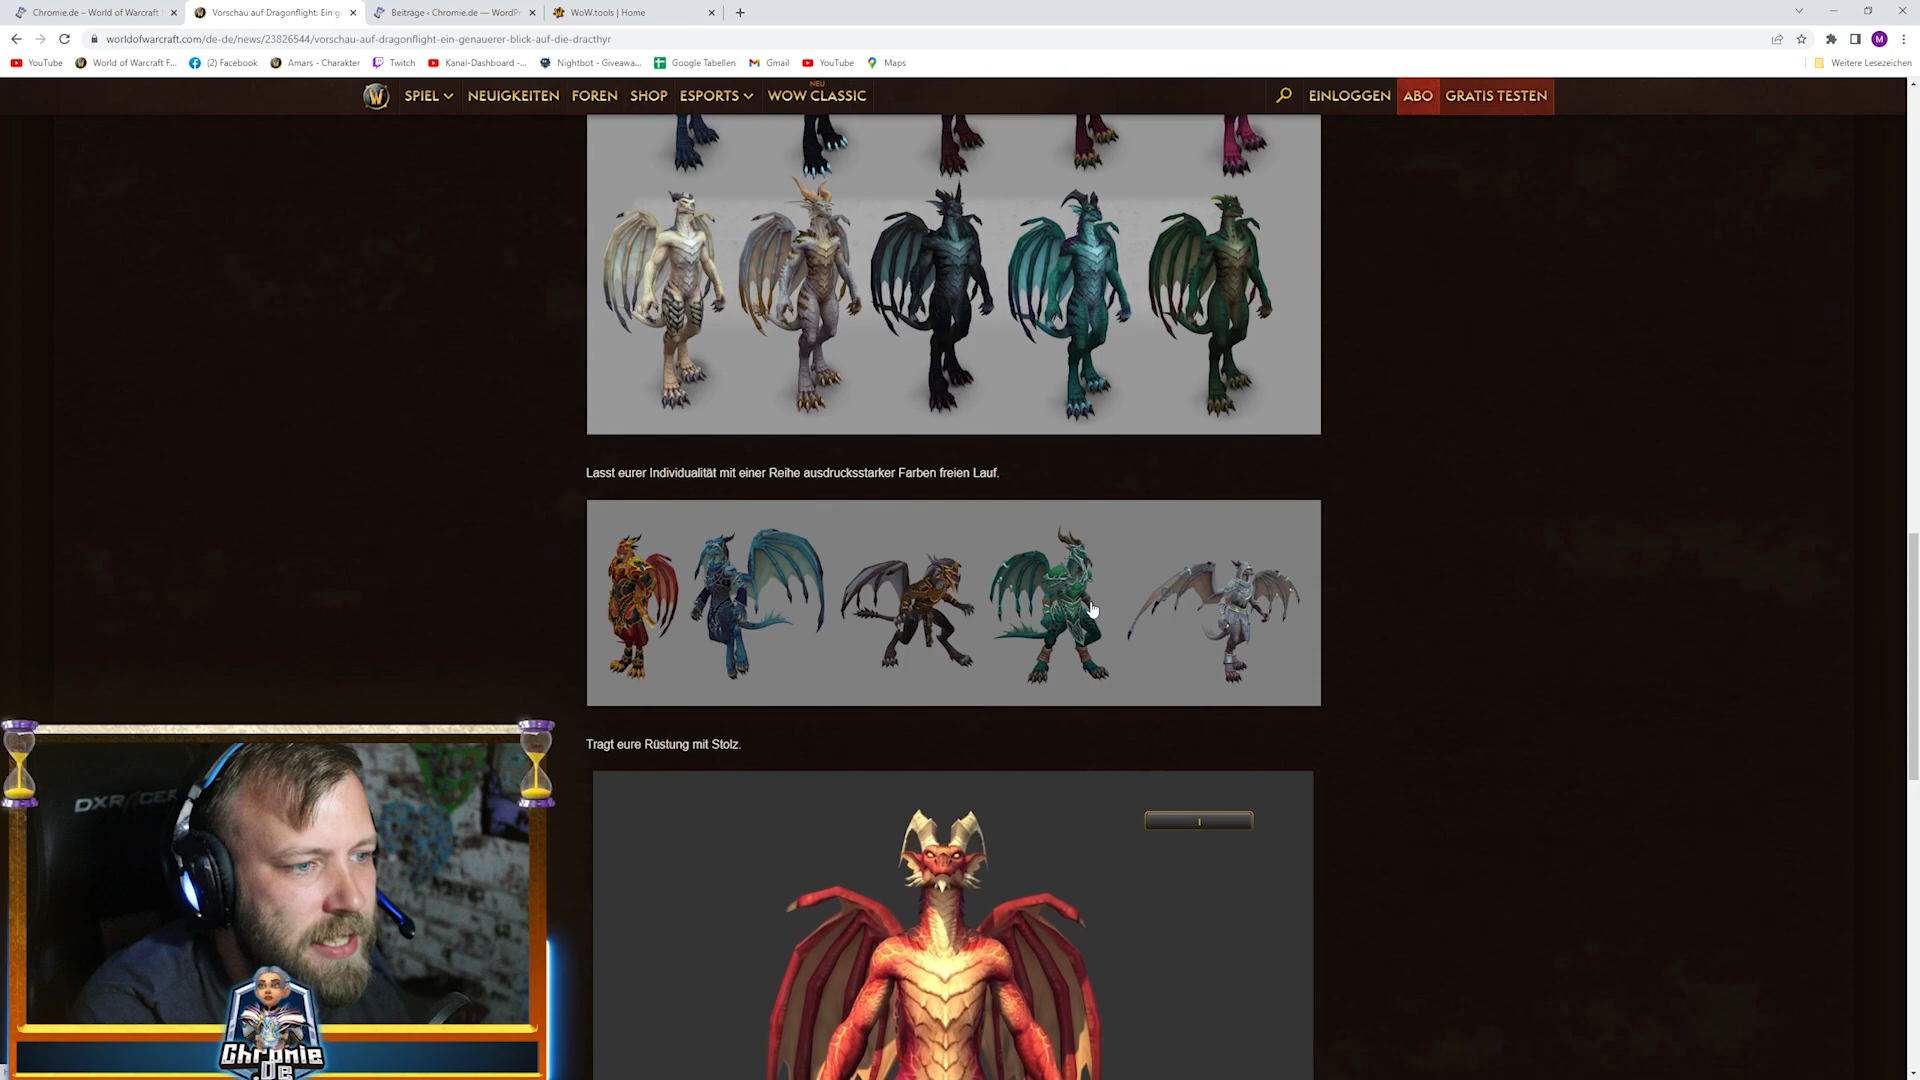 Chromie.de – World of Warcraft
Vorschau auf Dragonflight: Ein g
Beiträge ‹ Chromie.de — WordPr
WoW.tools | Home
worldofwarcraft.com/de-de/news/23826544/vorschau-auf-dragonflight-ein-genauerer-blick-auf-die-dracthyr
M
YouTube
World of Warcraft F...
(2) Facebook
Amars - Charakter
Twitch
Kanal-Dashboard -...
Nightbot - Giveawa...
Google Tabellen
Gmail
YouTube
Maps
Weitere Lesezeichen
W
SPIEL
NEUIGKEITEN
FOREN
SHOP
ESPORTS
NEU
WOW CLASSIC
EINLOGGEN
ABO
GRATIS TESTEN
Lasst eurer Individualität mit einer Reihe ausdrucksstarker Farben freien Lauf.
Tragt eure Rüstung mit Stolz.
DXRACER
Chromie
.De